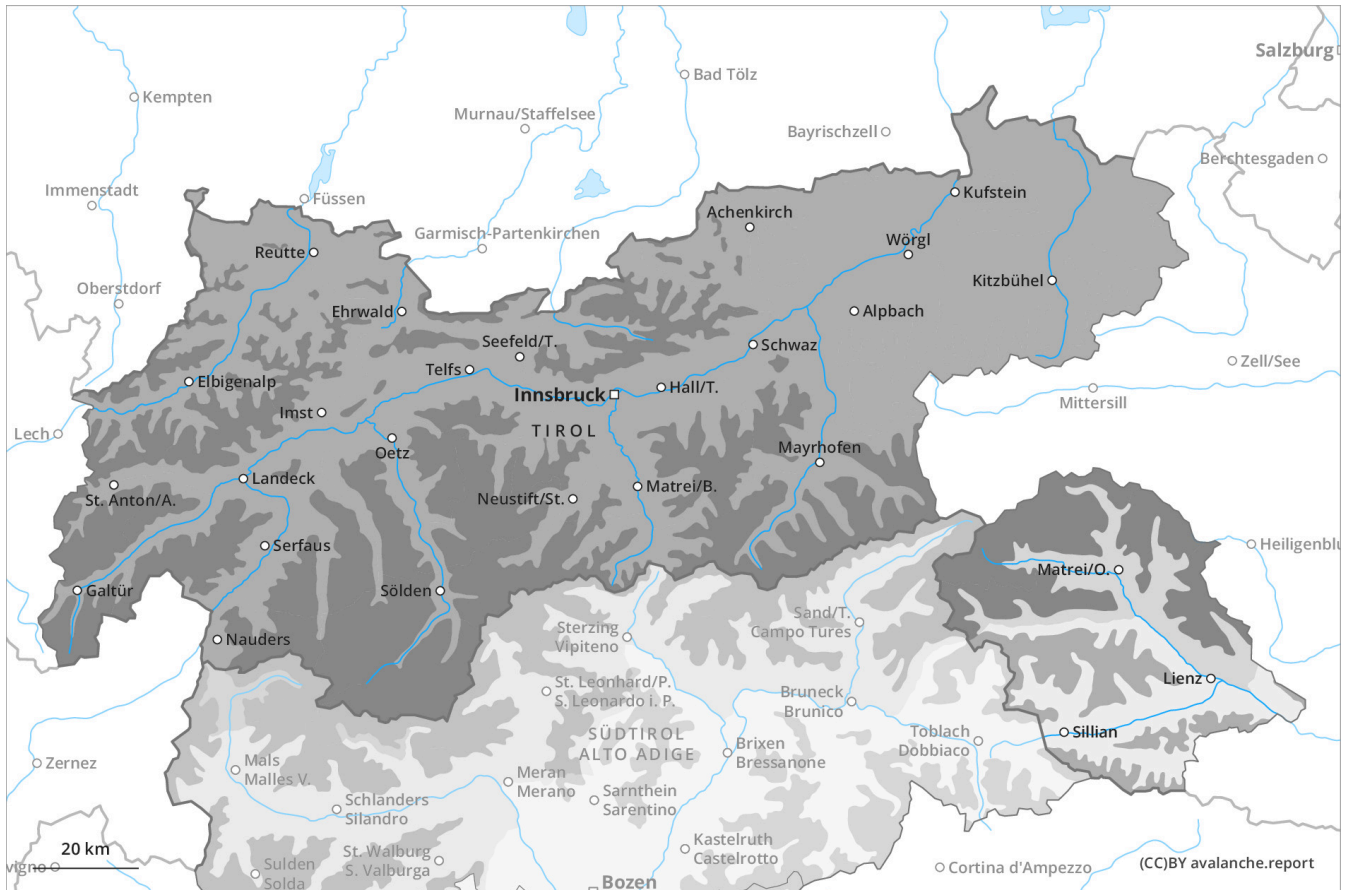 Salzburg
Bad Tölz
Kempten
Murnau/Staffelsee
Bayrischzell
Berchtesgaden
Immenstadt
Füssen
Kufstein
Achenkirch
Garmisch-Partenkirchen
Wörgl
Reutte
Oberstdorf
Kitzbühel
Ehrwald
Alpbach
Seefeld/T.
Schwaz
Zell/See
Telfs
Elbigenalp
Hall/T.
Innsbruck
Mittersill
Imst
Lech
TIROL
Oetz
Mayrhofen
Landeck
St. Anton/A.
Neustift/St.
Matrei/B.
Serfaus
Heiligenblu
Matrei/O.
Galtür
Sölden
Sand/T.
Campo Tures
Nauders
Sterzing
Vipiteno
Lienz
St. Leonhard/P.
S. Leonardo i. P.
Bruneck
Brunico
SÜDTIROL
ALTO ADIGE
Toblach
Dobbiaco
Sillian
Brixen
Bressanone
Zernez
Mals
Malles V.
Meran
Merano
Schlanders
Silandro
Sarnthein
Sarentino
Kastelruth
Castelrotto
20 km
St. Walburg
S. Valburga
vigno
Sulden
Solda
Cortina d'Ampezzo
(CC)BY avalanche.report
Bozen